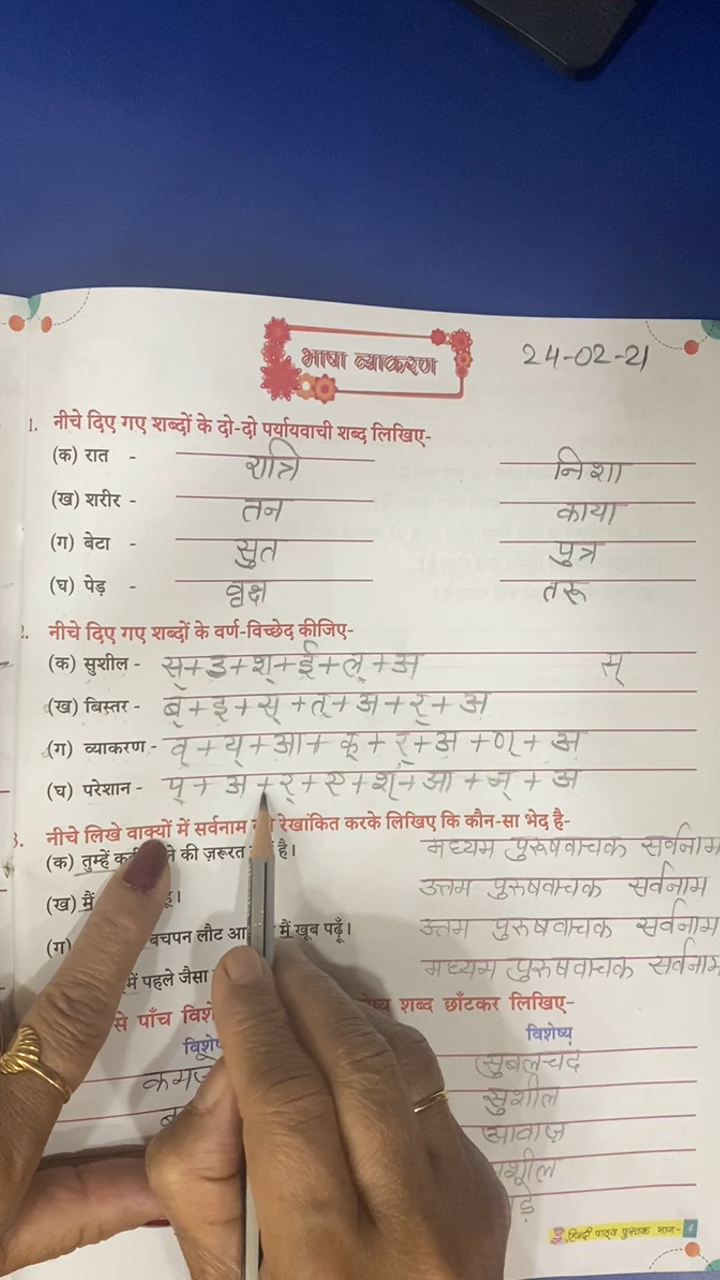 भाषा व्याकरण
24-02-21
1. नीचे दिए गए शब्दों के दो-दो पर्यायवाची शब्द लिखिए-
(क) रात - रात्रि निशा
(ख) शरीर - तन काया
(ग) बेटा - सुत पुत्र
(घ) पेड़ - वृक्ष तरू
2. नीचे दिए गए शब्दों के वर्ण-विच्छेद कीजिए-
(क) सुशील - स्+उ+श्+ई+ल्+अ स्
(ख) बिस्तर - ब्+इ+स्+त्+अ+र्+अ
(ग) व्याकरण - व्+य्+आ+क्+र्+अ+ण्+अ
(घ) परेशान - प्+अ+र्+ए+श्+आ+न्+अ
3. नीचे लिखे वाक्यों में सर्वनाम रेखांकित करके लिखिए कि कौन-सा भेद है-
(क) तुम्हें की ज़रूरत है। मध्यम पुरूषवाचक सर्वनाम
(ख) मैं उत्तम पुरुषवाचक सर्वनाम
(ग) बचपन लौट मैं खूब पढूँ। उत्तम पुरुषवाचक सर्वनाम
पहले जैसा मध्यम पुरूषवाचक सर्वनाम
से पाँच शब्द छाँटकर लिखिए-
विशेष्य
सुबलचंद
सुशील
आवाज़
हिन्दी पाठ्य पुस्तक भाग- 4